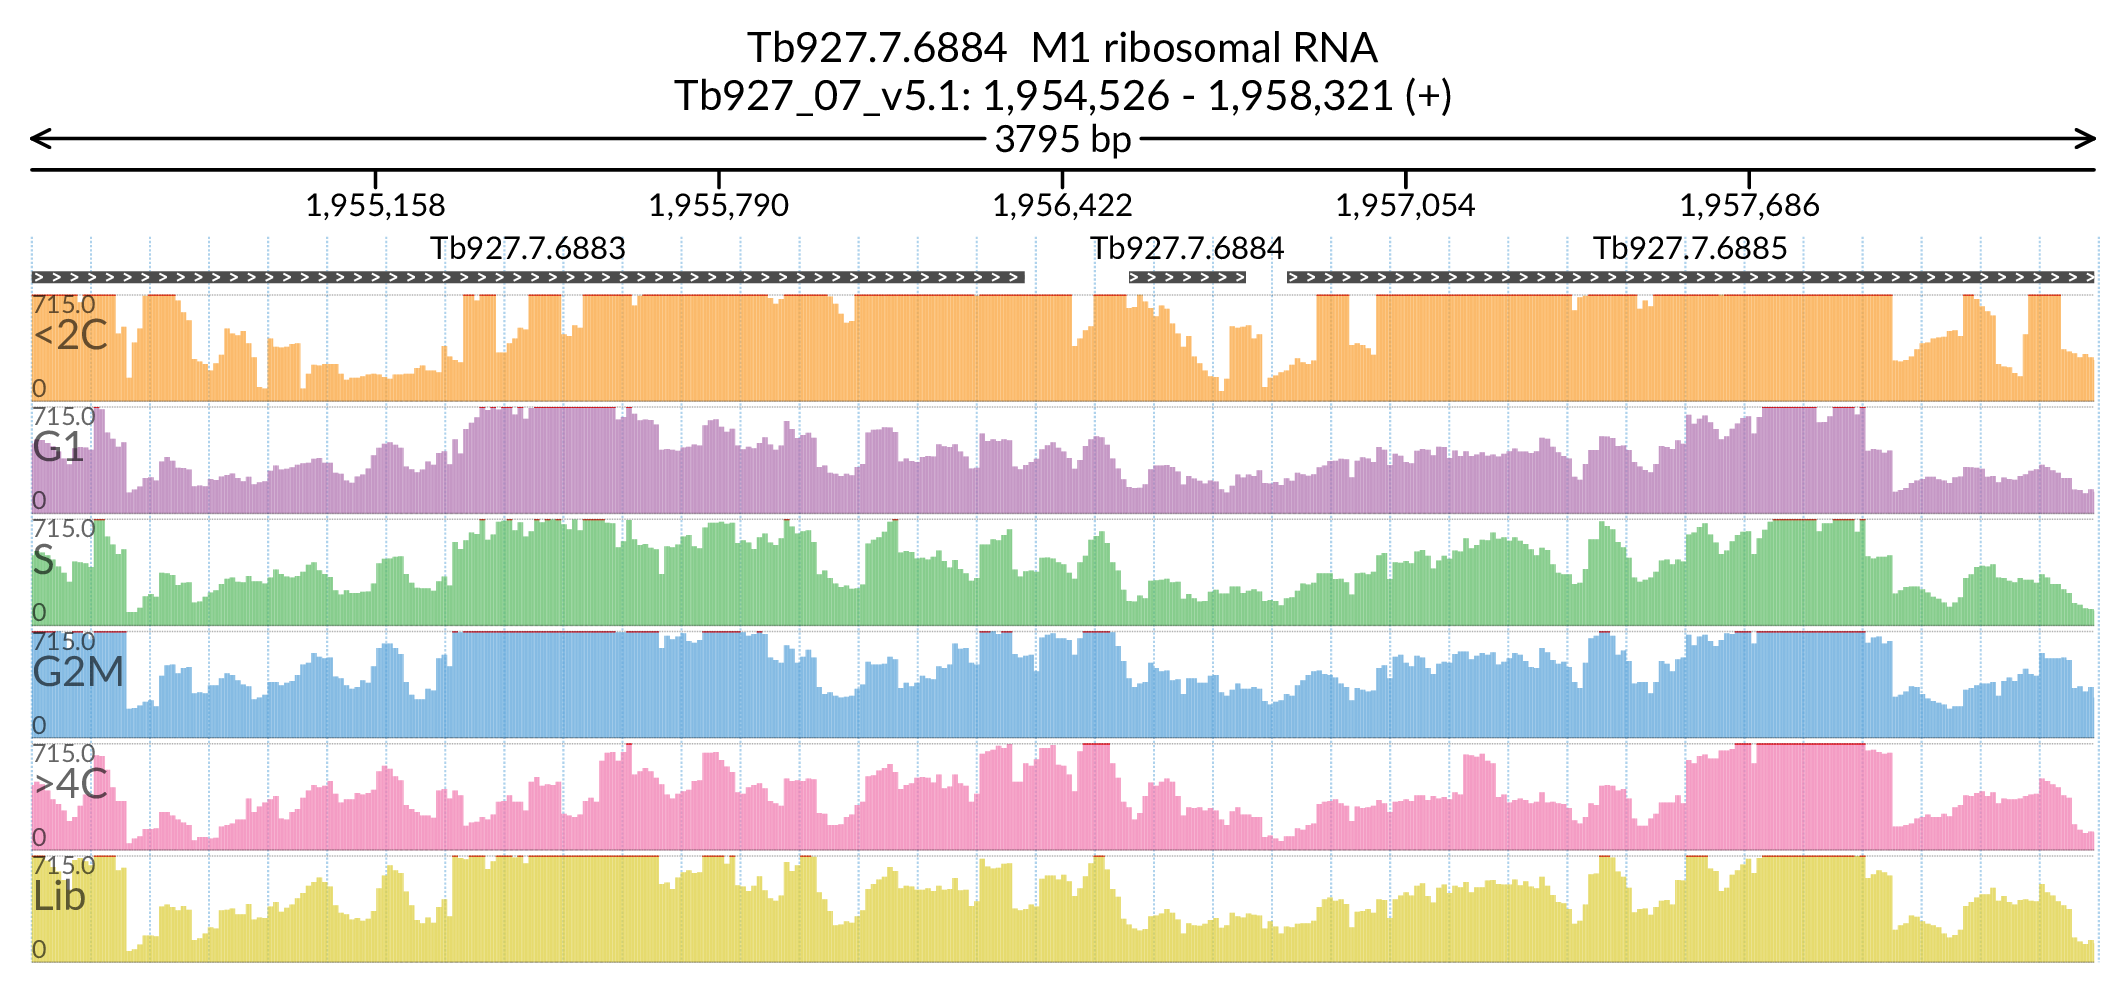 Tb927.7.6884  M1 ribosomal RNA
Tb927_07_v5.1: 1,954,526 - 1,958,321 (+)
3795 bp
1,955,158 1,955,790 1,956,422 1,957,054 1,957,686
Tb927.7.6883 Tb927.7.6884 Tb927.7.6885
715.0
<2C
0
715.0
G1
0
715.0
S
0
715.0
G2M
0
715.0
>4C
0
715.0
Lib
0